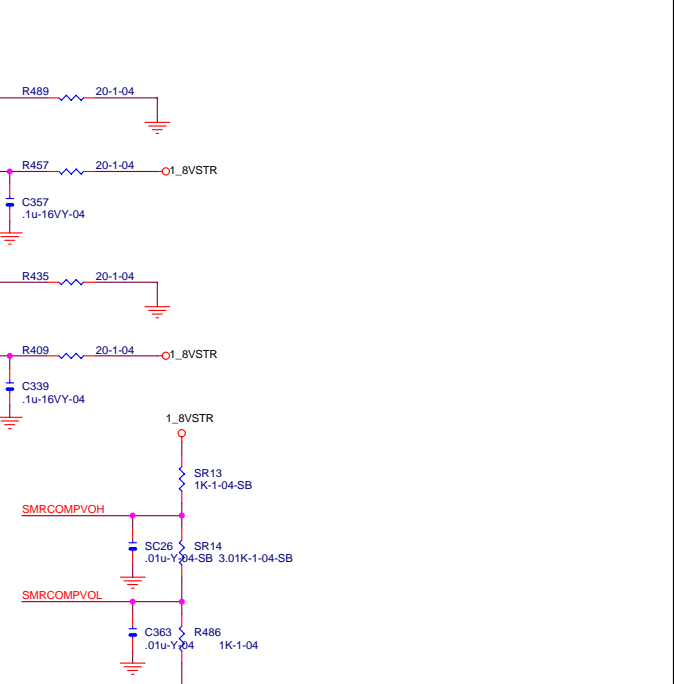 R489 20-1-04
R457 20-1-04 1_8VSTR
C357
.1u-16VY-04
R435 20-1-04
R409 20-1-04 1_8VSTR
C339
.1u-16VY-04
1_8VSTR
SR13
1K-1-04-SB
SMRCOMPVOH
SC26 SR14
.01u-Y-04-SB 3.01K-1-04-SB
SMRCOMPVOL
C363 R486
.01u-Y-04 1K-1-04